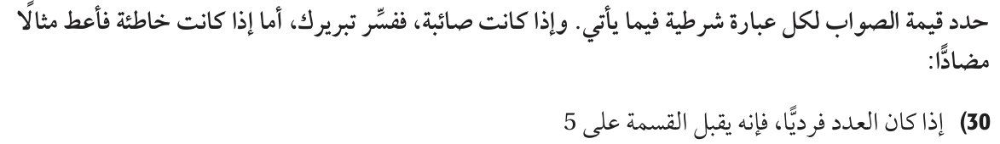 حدد قيمة الصواب لكل عبارة شرطية فيما يأتي. وإذا كانت صائبة، ففسِّر تبريرك، أما إذا كانت خاطئة فأعط مثالًا
مضادًّا:
30) إذا كان العدد فرديًّا، فإنه يقبل القسمة على 5